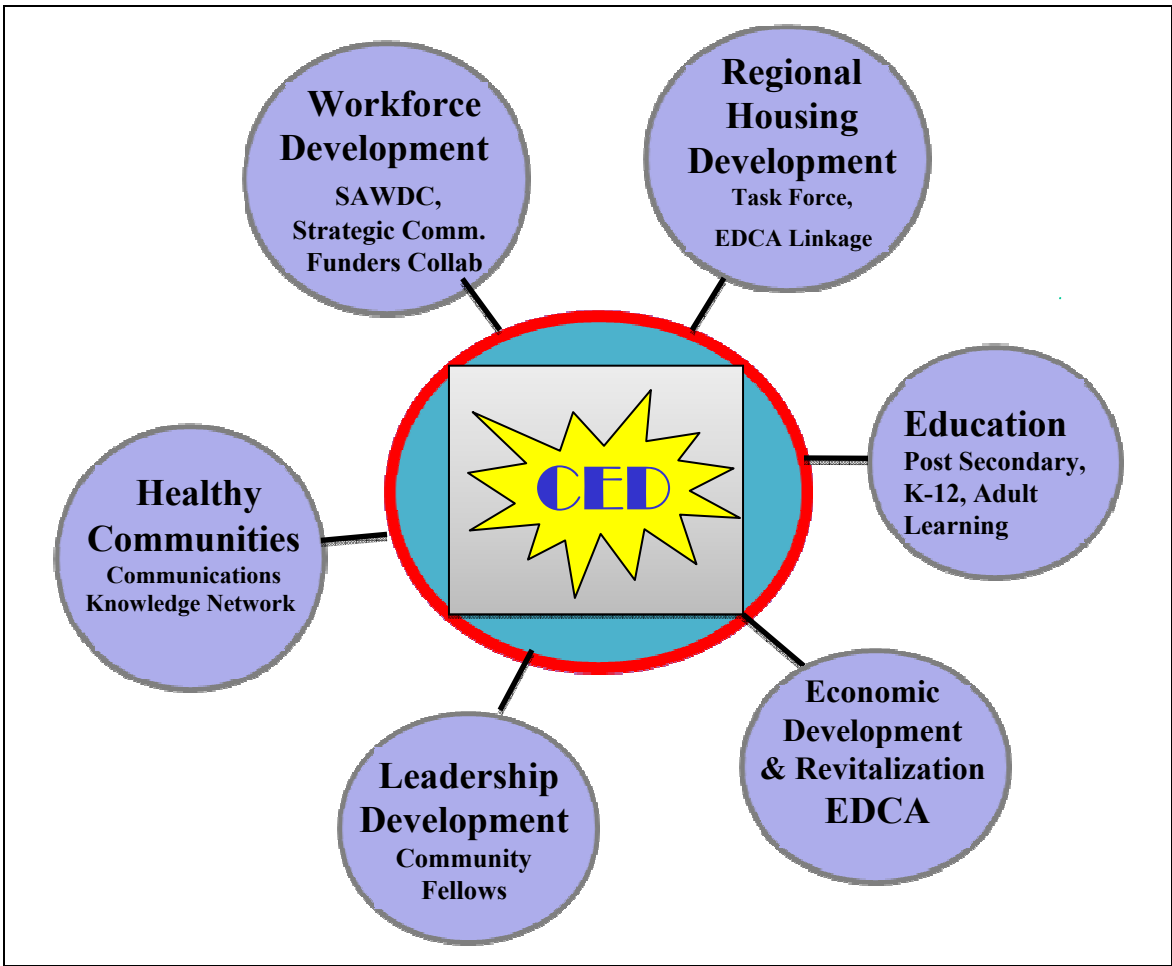 Workforce
Development
SAWDC,
Strategic Comm.
Funders Collab
Regional
Housing
Development
Task Force,
EDCA Linkage
Education
Post Secondary,
K-12, Adult
Learning
CED
Healthy
Communities
Communications
Knowledge Network
Economic
Development
& Revitalization
EDCA
Leadership
Development
Community
Fellows